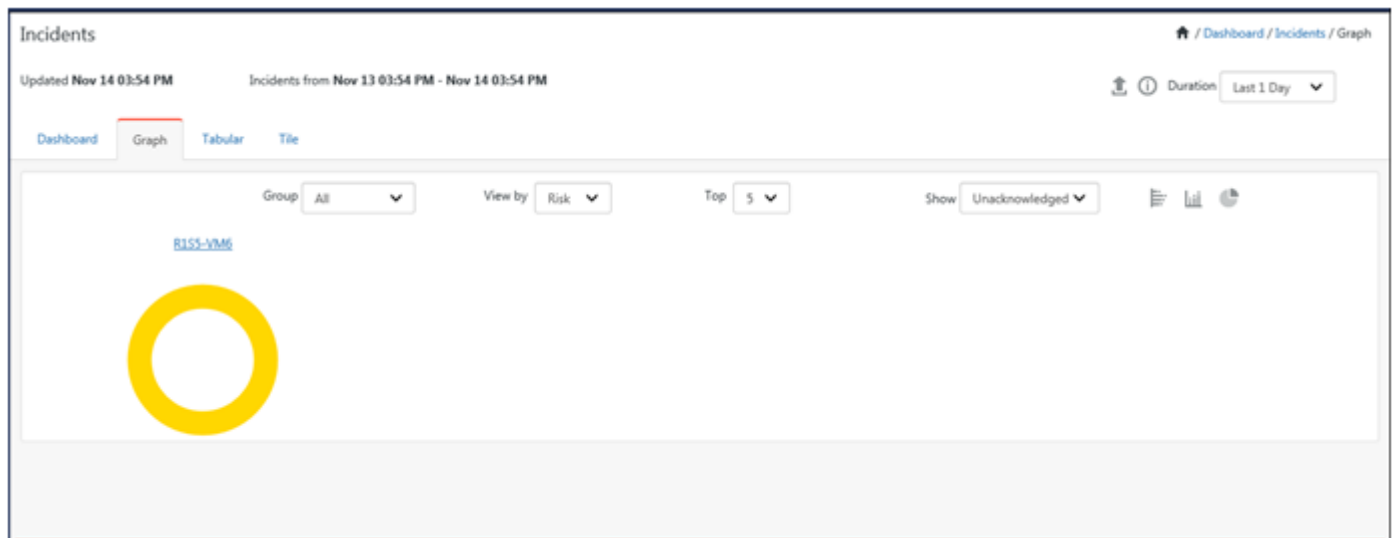 Incidents
/ Dashboard / Incidents / Graph
Updated Nov 14 03:54 PM Incidents from Nov 13 03:54 PM - Nov 14 03:54 PM Duration Last 1 Day
Dashboard Graph Tabular Tile
Group All View by Risk Top 5 Show Unacknowledged
R1S5-VM6